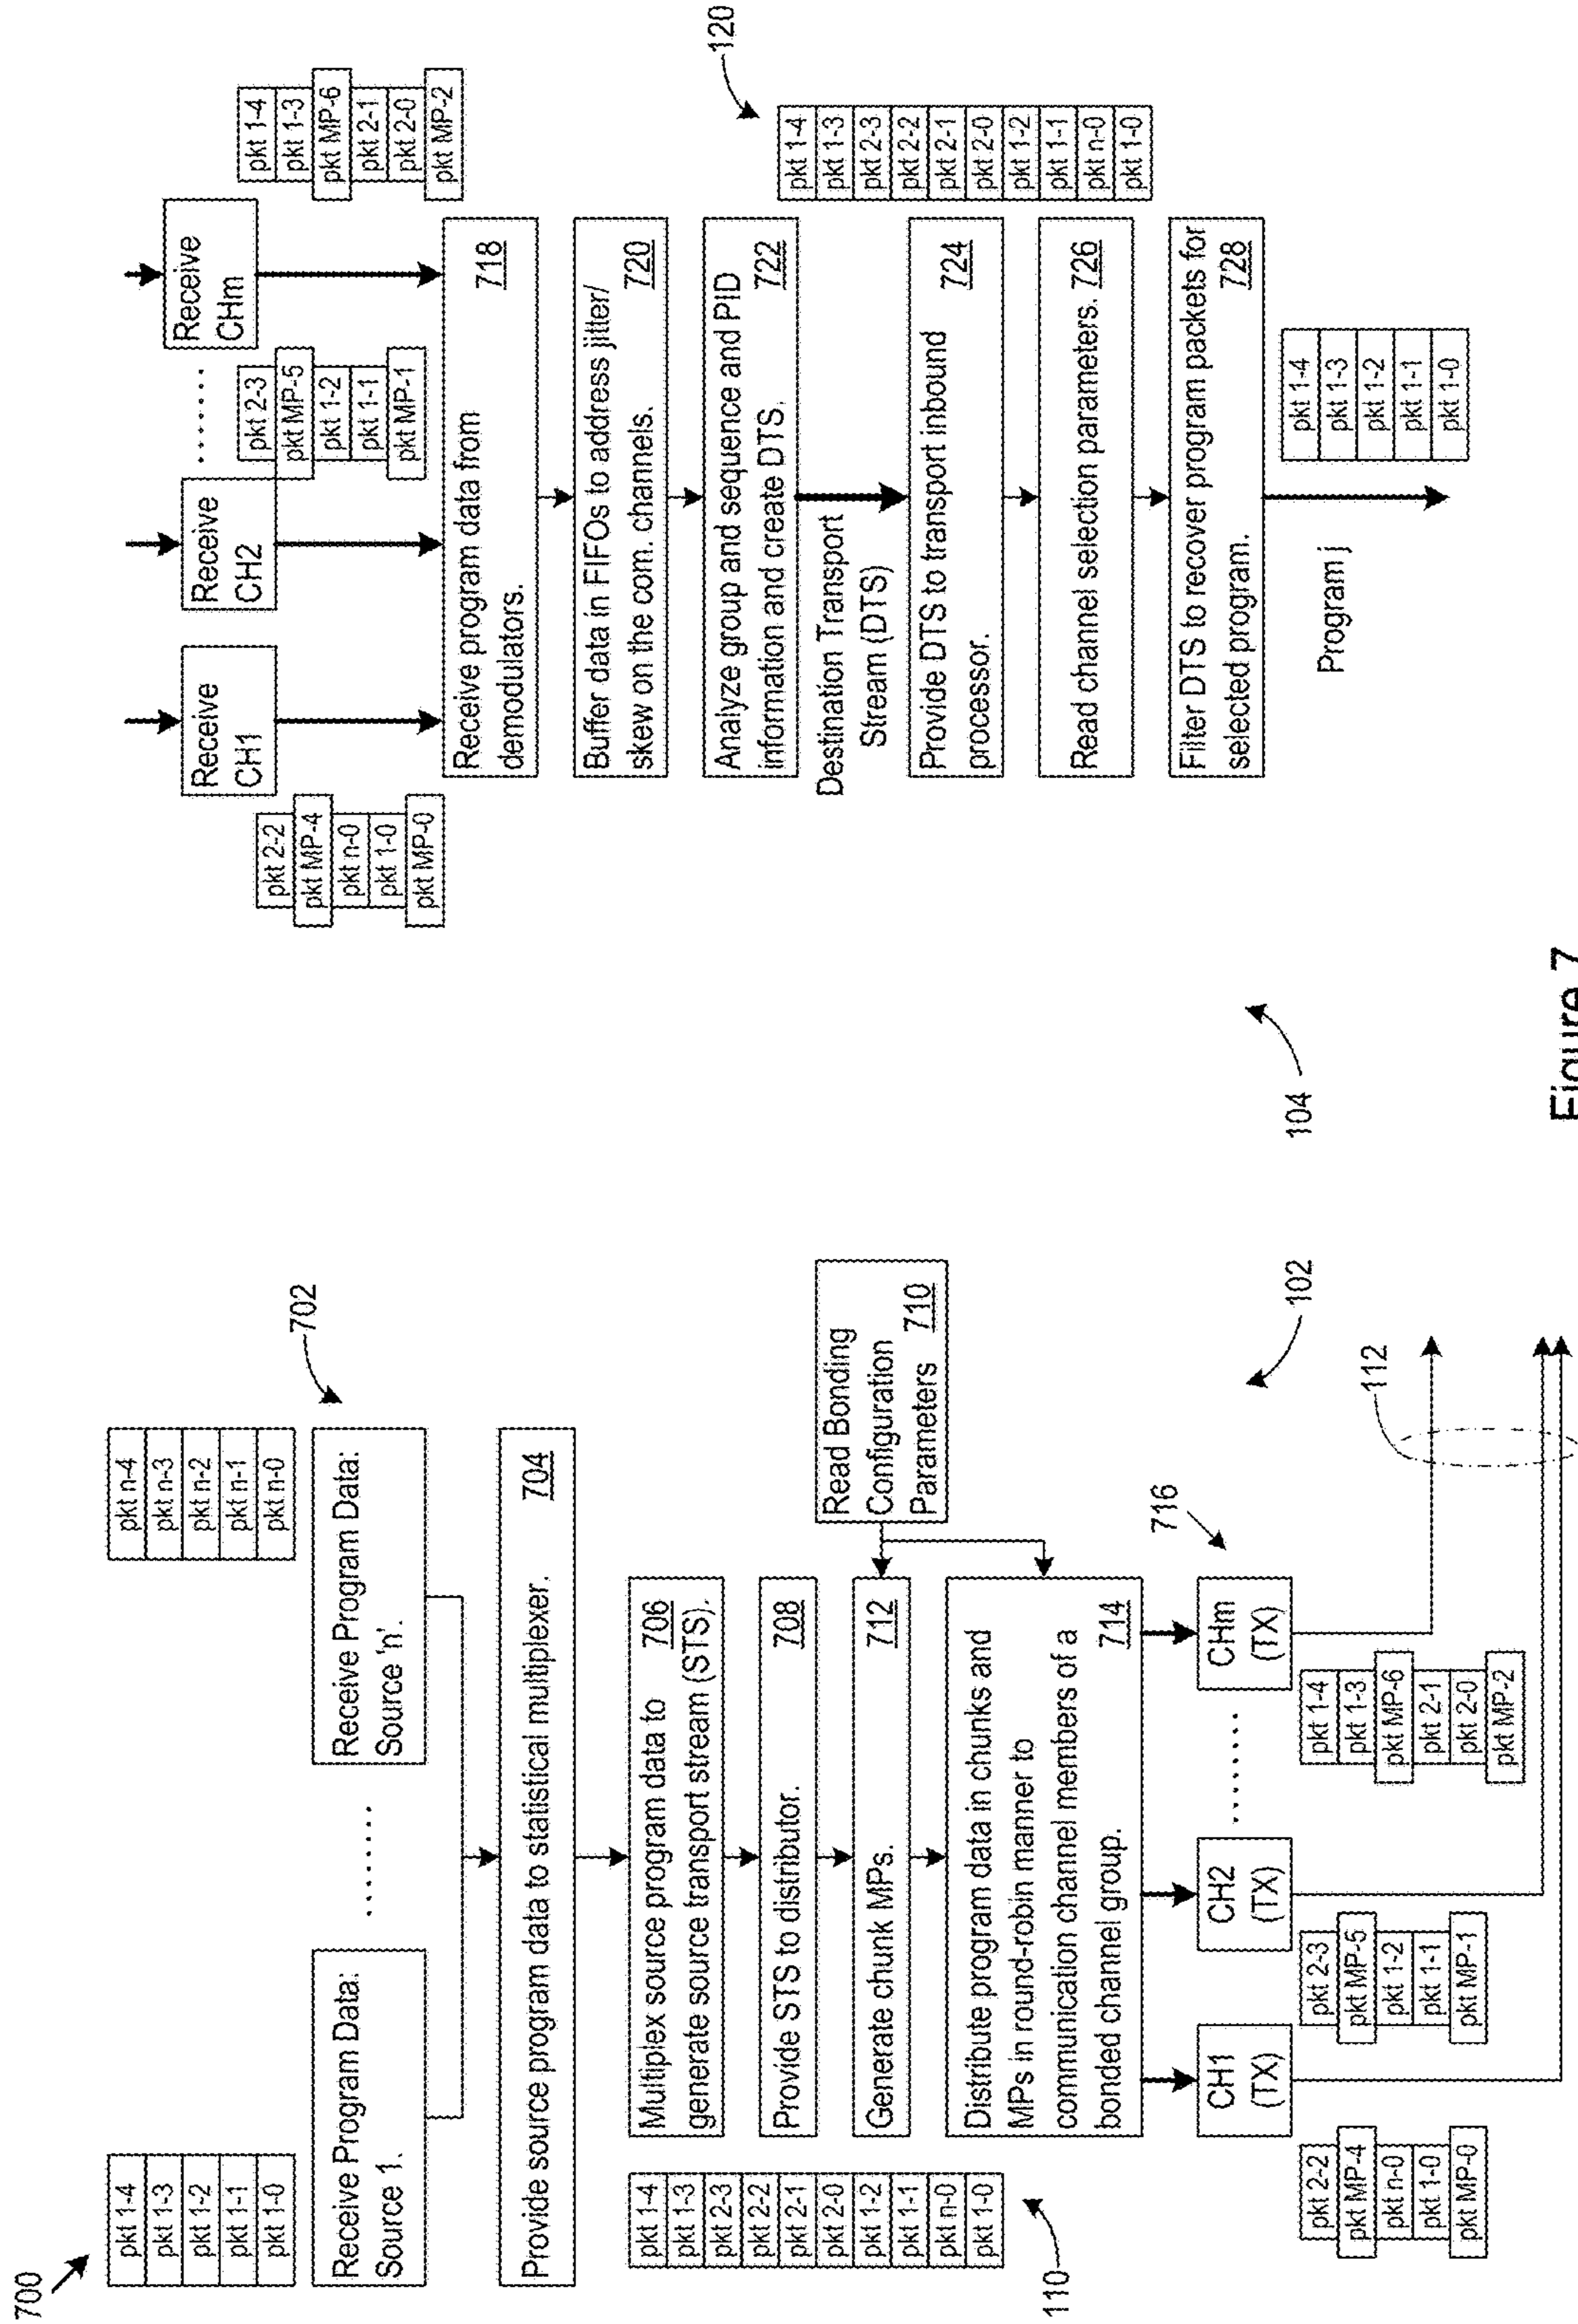 700
pkt 1-4
pkt 1-3
pkt 1-2
pkt 1-1
pkt 1-0
pkt n-4
pkt n-3
pkt n-2
pkt n-1
pkt n-0
702
Receive Program Data:
Source 1.
........
Receive Program Data:
Source 'n'.
Provide source program data to statistical multiplexer. 704
pkt 1-4
pkt 1-3
pkt 2-3
pkt 2-2
pkt 2-1
pkt 2-0
pkt 1-2
pkt 1-1
pkt n-0
pkt 1-0
110
Multiplex source program data to 706
generate source transport stream (STS).
Provide STS to distributor. 708
Read Bonding
Configuration
Parameters 710
Generate chunk MPs. 712
Distribute program data in chunks and
MPs in round-robin manner to
communication channel members of a
bonded channel group. 714
716
102
CH1
(TX)
CH2
(TX)
........
CHm
(TX)
pkt 2-2
pkt MP-4
pkt n-0
pkt 1-0
pkt MP-0
pkt 2-3
pkt MP-5
pkt 1-2
pkt 1-1
pkt MP-1
pkt 1-4
pkt 1-3
pkt MP-6
pkt 2-1
pkt 2-0
pkt MP-2
112
Receive
CH1
Receive
CH2
........
Receive
CHm
pkt 2-2
pkt MP-4
pkt n-0
pkt 1-0
pkt MP-0
pkt 2-3
pkt MP-5
pkt 1-2
pkt 1-1
pkt MP-1
pkt 1-4
pkt 1-3
pkt MP-6
pkt 2-1
pkt 2-0
pkt MP-2
Receive program data from 718
demodulators.
Buffer data in FIFOs to address jitter/
skew on the com. channels. 720
Analyze group and sequence and PID
information and create DTS. 722
Destination Transport
Stream (DTS)
120
pkt 1-4
pkt 1-3
pkt 2-3
pkt 2-2
pkt 2-1
pkt 2-0
pkt 1-2
pkt 1-1
pkt n-0
pkt 1-0
Provide DTS to transport inbound
processor. 724
Read channel selection parameters. 726
Filter DTS to recover program packets for
selected program. 728
Program j
pkt 1-4
pkt 1-3
pkt 1-2
pkt 1-1
pkt 1-0
104
Figure 7